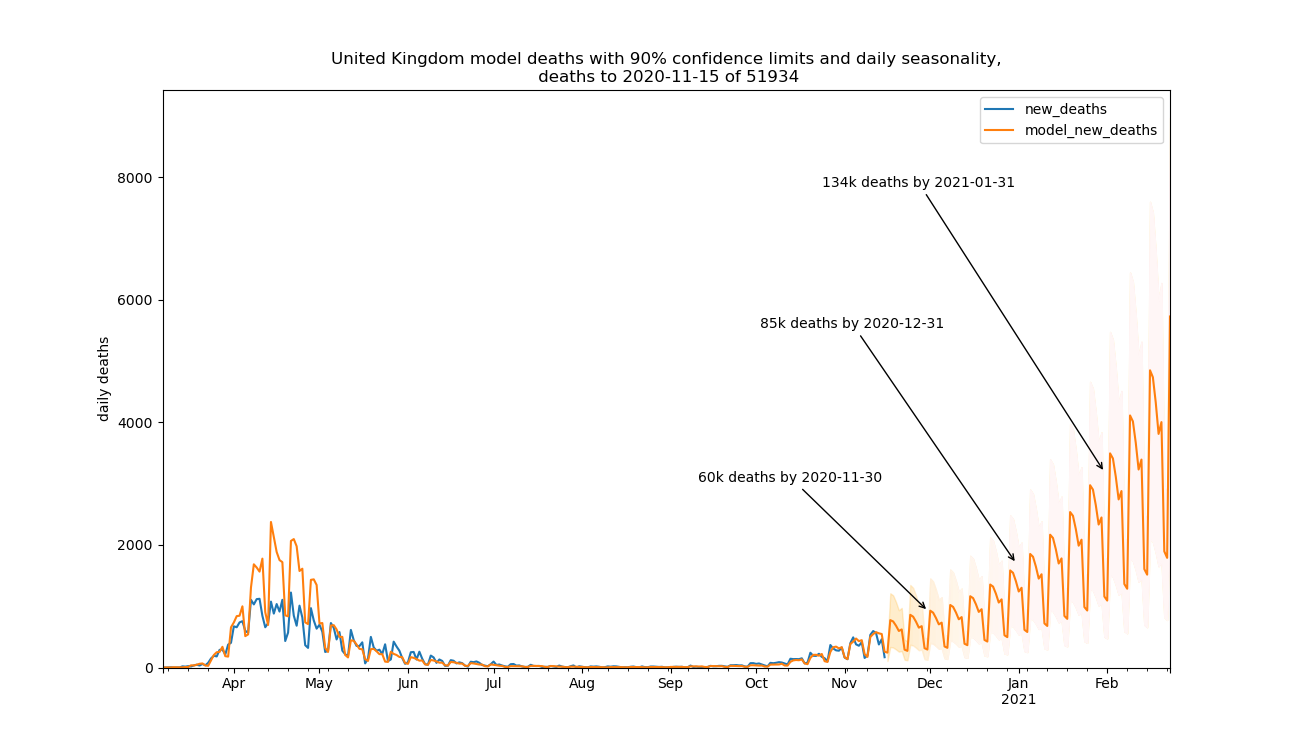 United Kingdom model deaths with 90% confidence limits and daily seasonality,
deaths to 2020-11-15 of 51934
new_deaths
model_new_deaths
134k deaths by 2021-01-31
85k deaths by 2020-12-31
60k deaths by 2020-11-30
daily deaths
8000
6000
4000
2000
0
Apr May Jun Jul Aug Sep Oct Nov Dec Jan Feb
2021